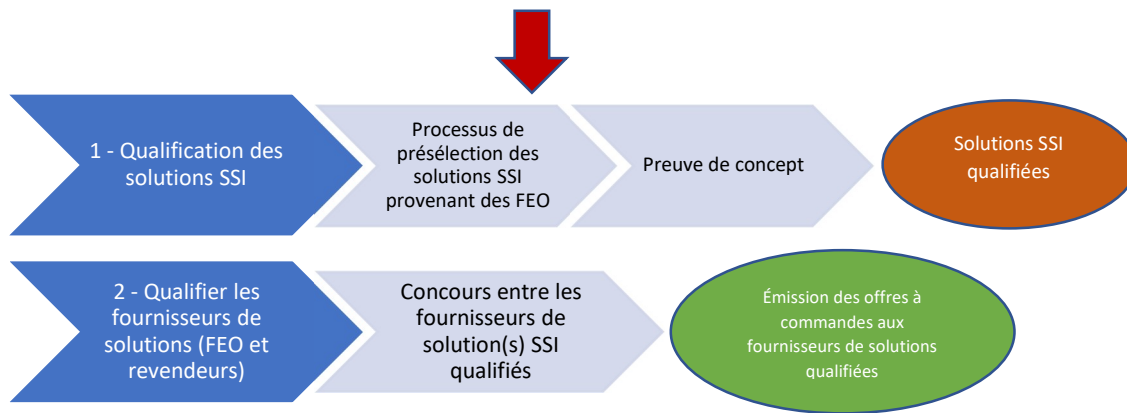 1 - Qualification des
solutions SSI
Processus de
présélection des
solutions SSI
provenant des FEO
Preuve de concept
Solutions SSI
qualifiées
2 - Qualifier les
fournisseurs de
solutions (FEO et
revendeurs)
Concours entre les
fournisseurs de
solution(s) SSI
qualifiés
Émission des offres à
commandes aux
fournisseurs de solutions
qualifiées